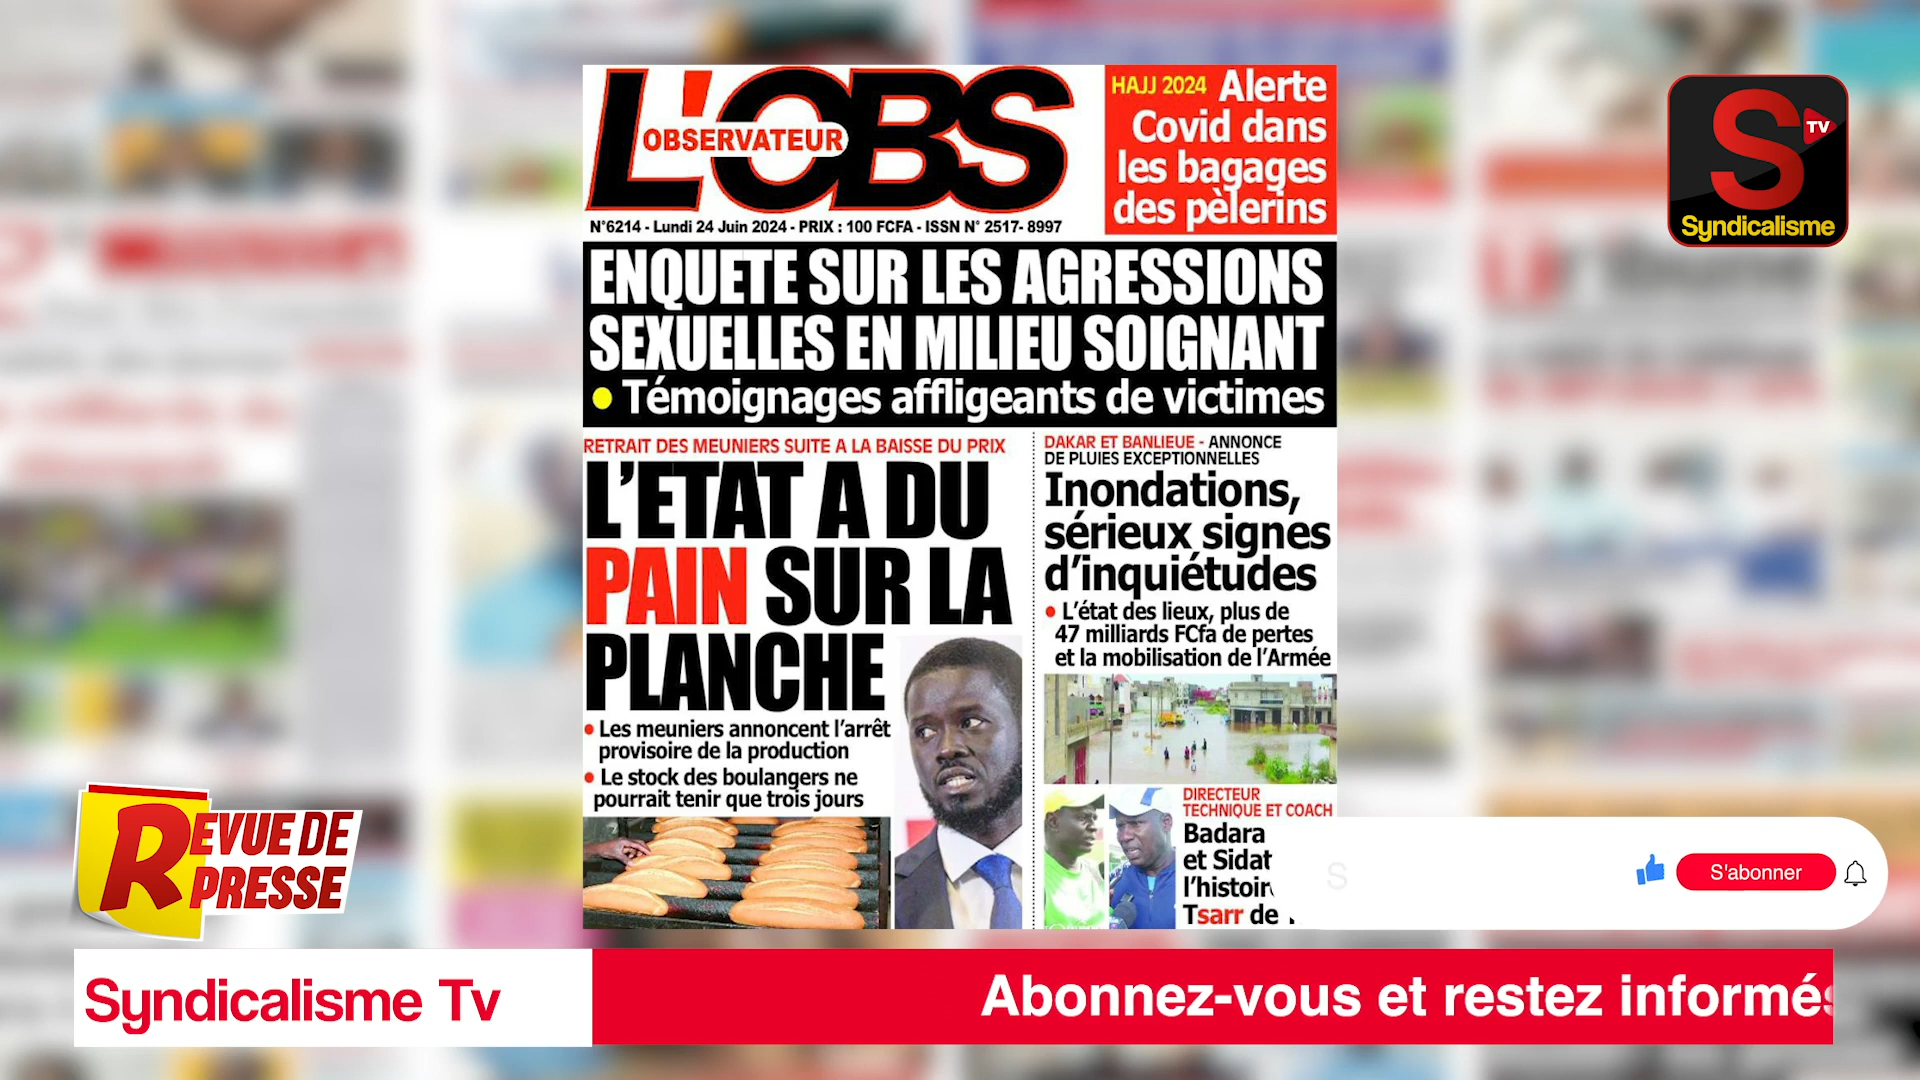 L'OBS
OBSERVATEUR
N°6214 - Lundi 24 Juin 2024 - PRIX : 100 FCFA - ISSN N° 2517- 8997
HAJJ 2024 Alerte
Covid dans
les bagages
des pèlerins
S TV
Syndicalisme
ENQUETE SUR LES AGRESSIONS
SEXUELLES EN MILIEU SOIGNANT
• Témoignages affligeants de victimes
RETRAIT DES MEUNIERS SUITE A LA BAISSE DU PRIX
L'ETAT A DU
PAIN SUR LA
PLANCHE
• Les meuniers annoncent l'arrêt
provisoire de la production
• Le stock des boulangers ne
pourrait tenir que trois jours
DAKAR ET BANLIEUE - ANNONCE
DE PLUIES EXCEPTIONNELLES
Inondations,
sérieux signes
d'inquiétudes
• L'état des lieux, plus de
47 milliards FCfa de pertes
et la mobilisation de l'Armée
DIRECTEUR
TECHNIQUE ET COACH
Badara
et Sidat
l'histoir
Tsarr de
S
S'abonner
REVUE DE
PRESSE
Syndicalisme Tv
Abonnez-vous et restez informés